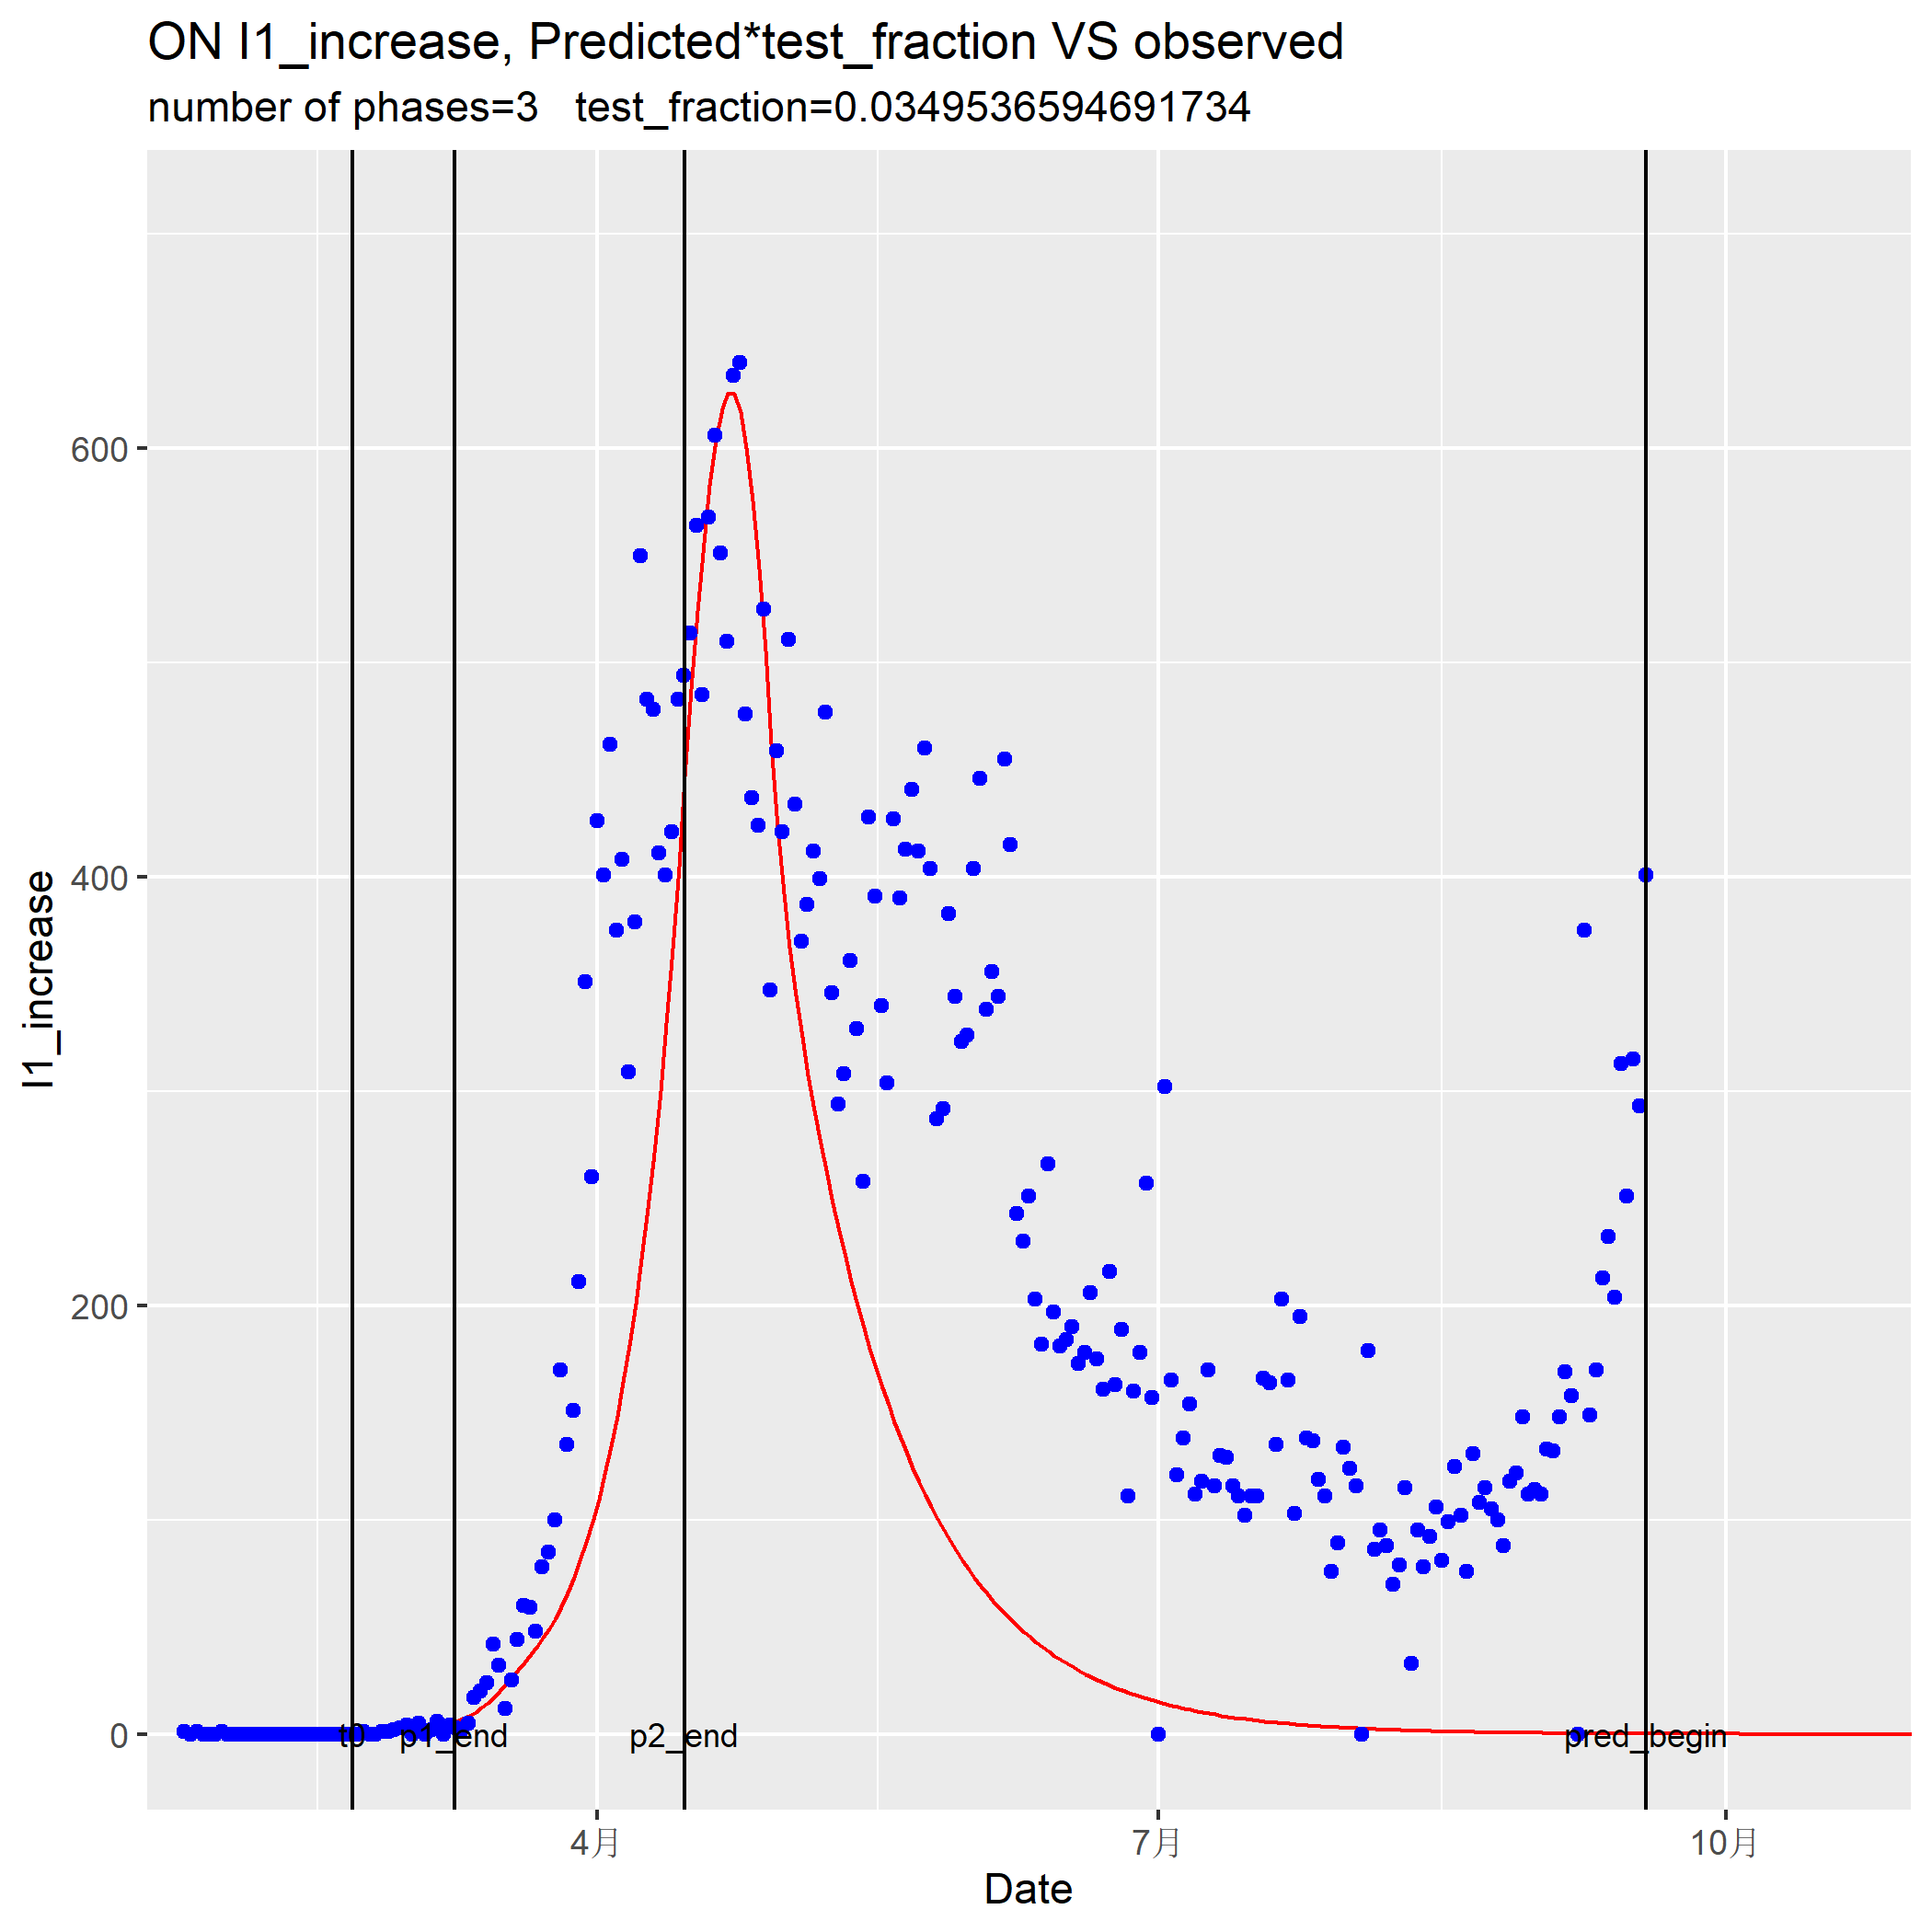 ON I1_increase, Predicted*test_fraction VS observed
number of phases=3   test_fraction=0.0349536594691734
I1_increase
600
400
200
0
t0
p1_end
p2_end
pred_begin
4月
7月
10月
Date